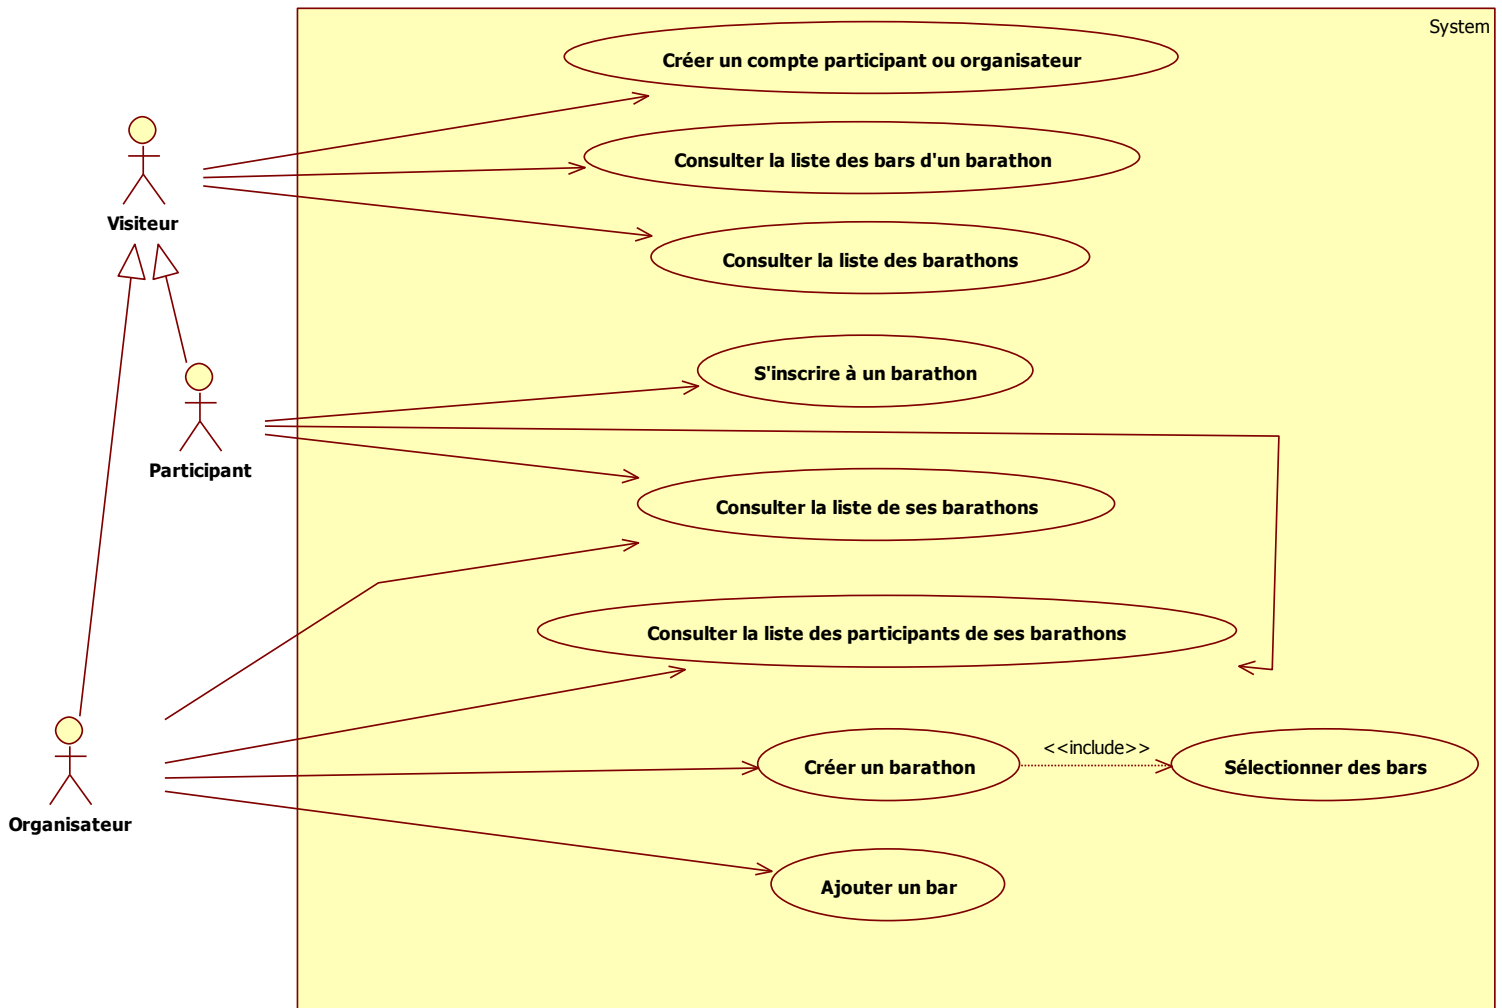 System
Créer un compte participant ou organisateur
Consulter la liste des bars d'un barathon
Visiteur
Consulter la liste des barathons
S'inscrire à un barathon
Participant
Consulter la liste de ses barathons
Consulter la liste des participants de ses barathons
<<include>>
Créer un barathon
Sélectionner des bars
Organisateur
Ajouter un bar